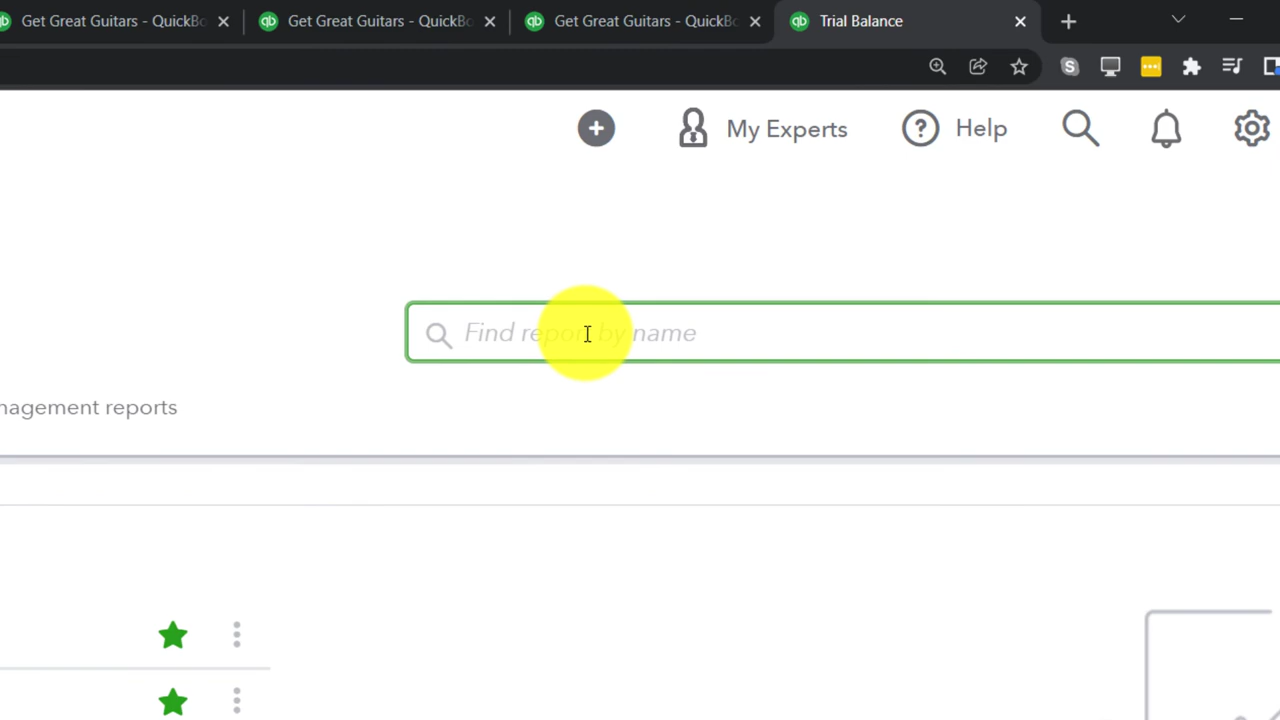 Get Great Guitars - QuickBo
Get Great Guitars - QuickBo
Get Great Guitars - QuickBo
Trial Balance
My Experts
Help
Find report by name
nagement reports